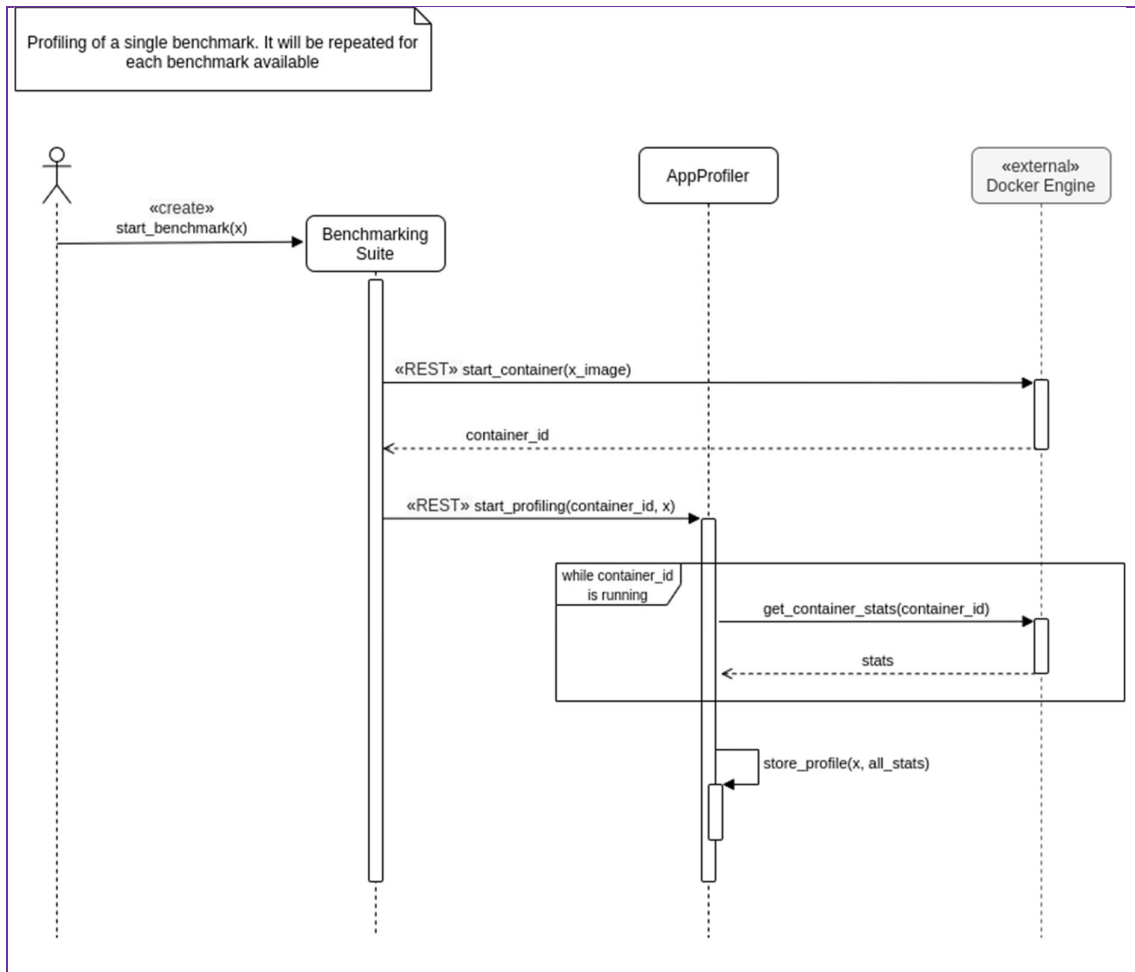 Profiling of a single benchmark. It will be repeated for
each benchmark available
AppProfiler
«external»
Docker Engine
«create»
start_benchmark(x)
Benchmarking
Suite
«REST» start_container(x_image)
container_id
«REST» start_profiling(container_id, x)
while container_id
is running
get_container_stats(container_id)
stats
store_profile(x, all_stats)